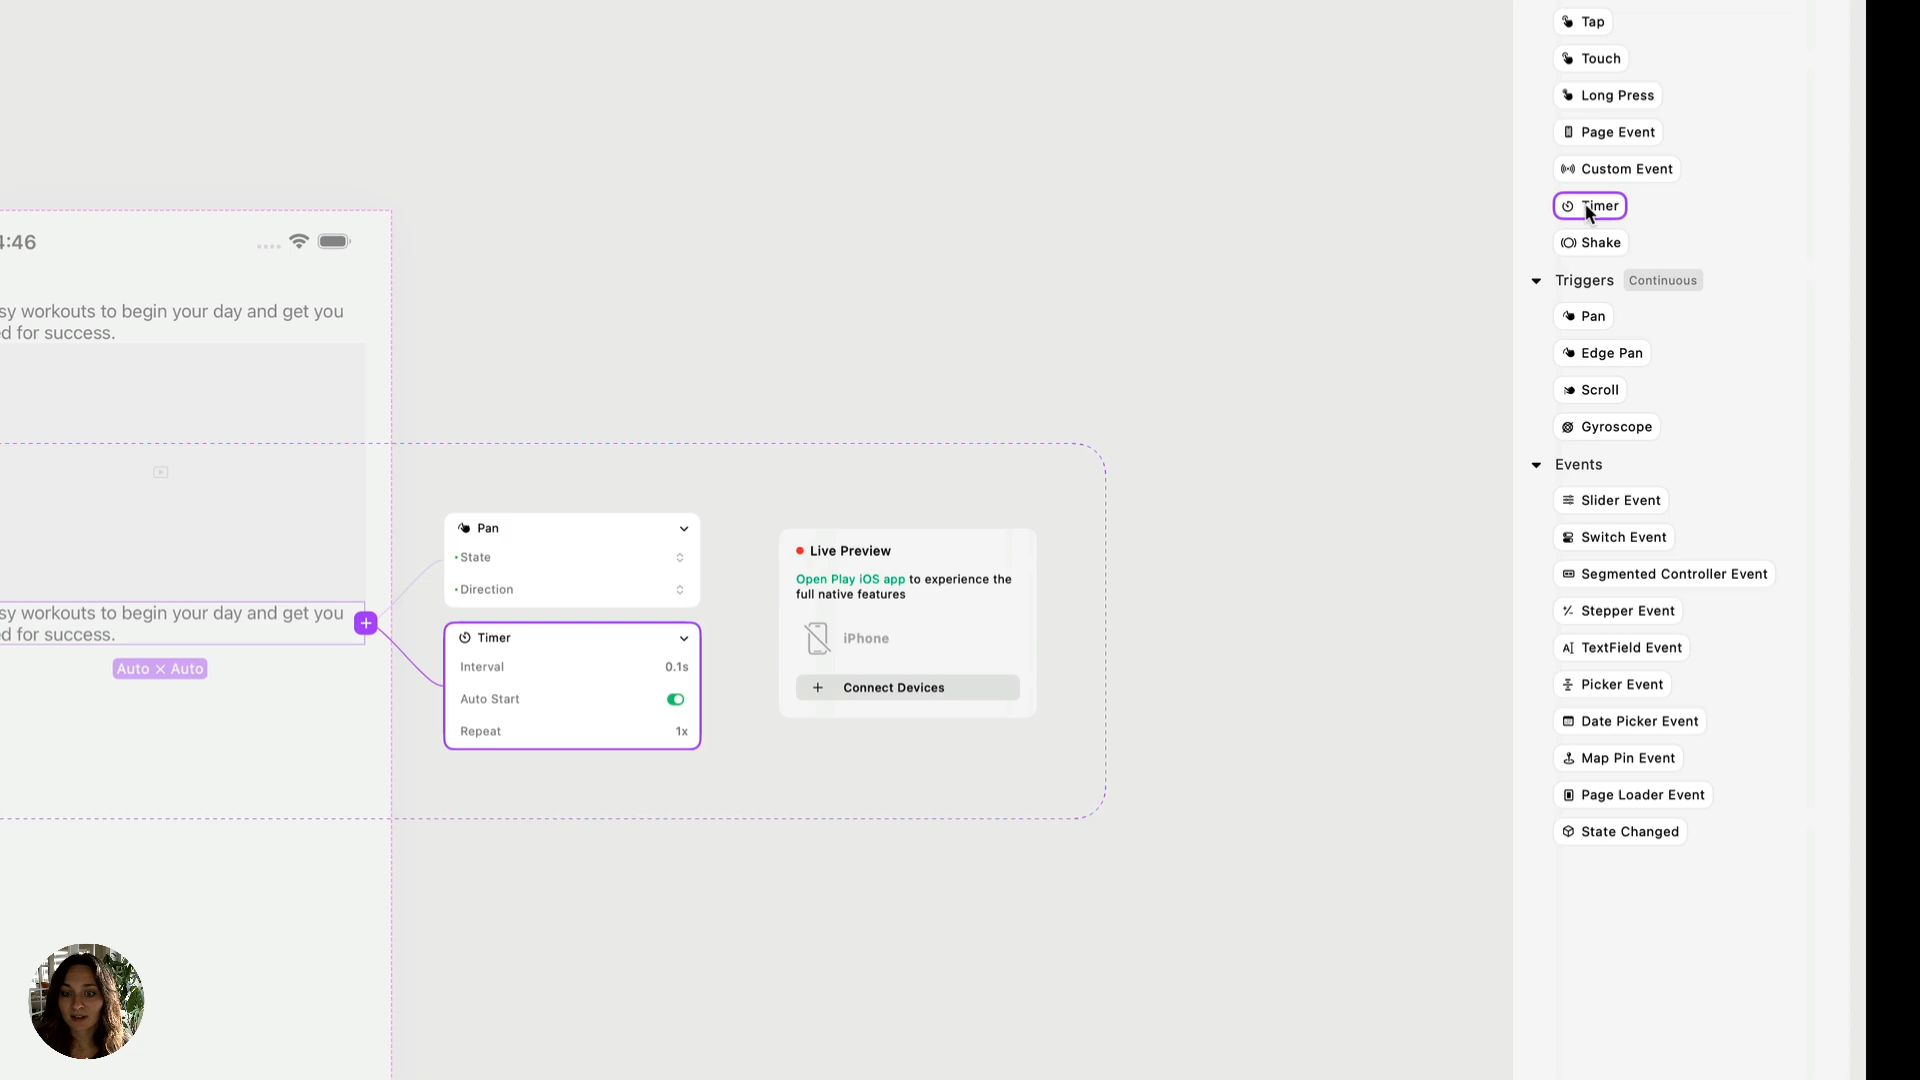 4:46
sy workouts to begin your day and get you
d for success.
sy workouts to begin your day and get you
d for success.
Auto × Auto
Pan
State
Direction
Timer
Interval 0.1s
Auto Start
Repeat 1x
Live Preview
Open Play iOS app to experience the
full native features
iPhone
+ Connect Devices
Tap
Touch
Long Press
Page Event
Custom Event
Timer
Shake
Triggers Continuous
Pan
Edge Pan
Scroll
Gyroscope
Events
Slider Event
Switch Event
Segmented Controller Event
Stepper Event
TextField Event
Picker Event
Date Picker Event
Map Pin Event
Page Loader Event
State Changed